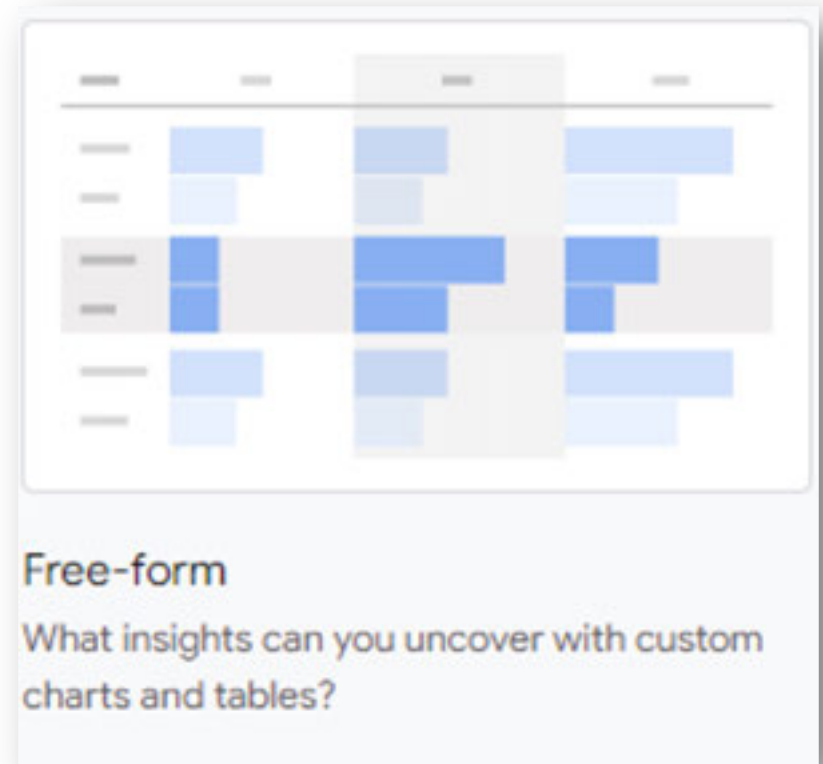 Free-form
What insights can you uncover with custom
charts and tables?